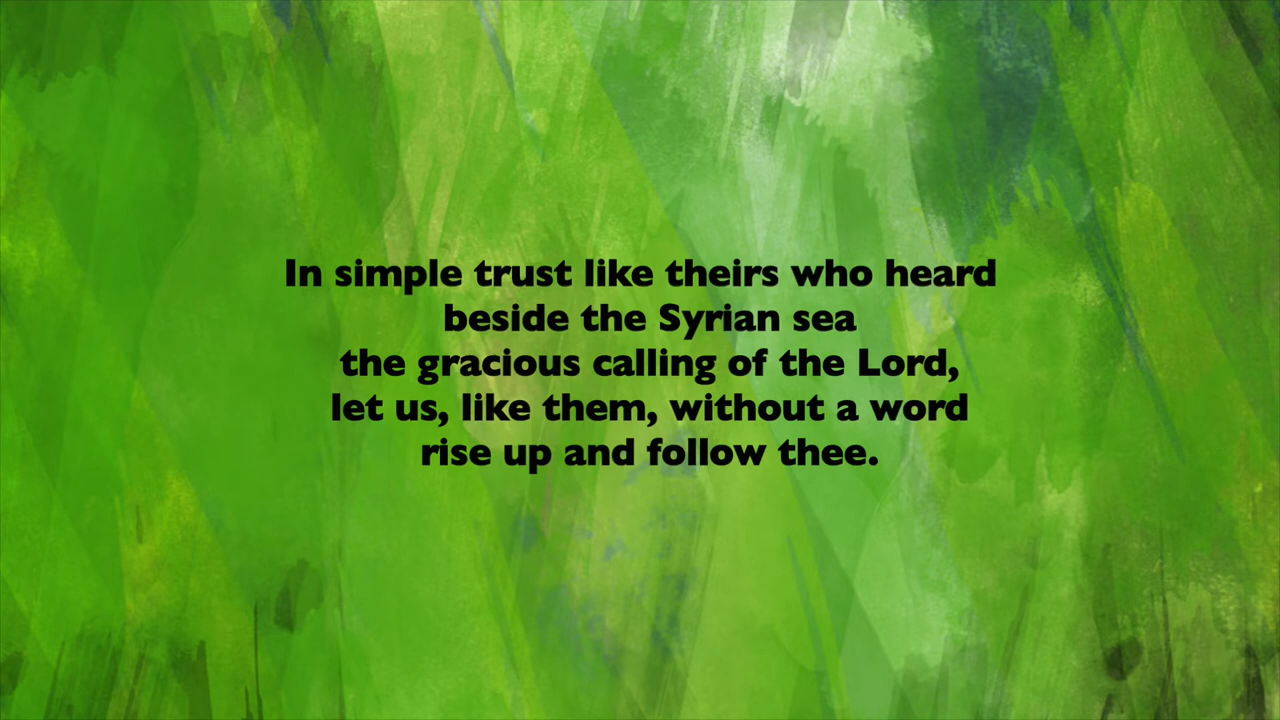 In simple trust like theirs who heard
beside the Syrian sea
the gracious calling of the Lord,
let us, like them, without a word
rise up and follow thee.